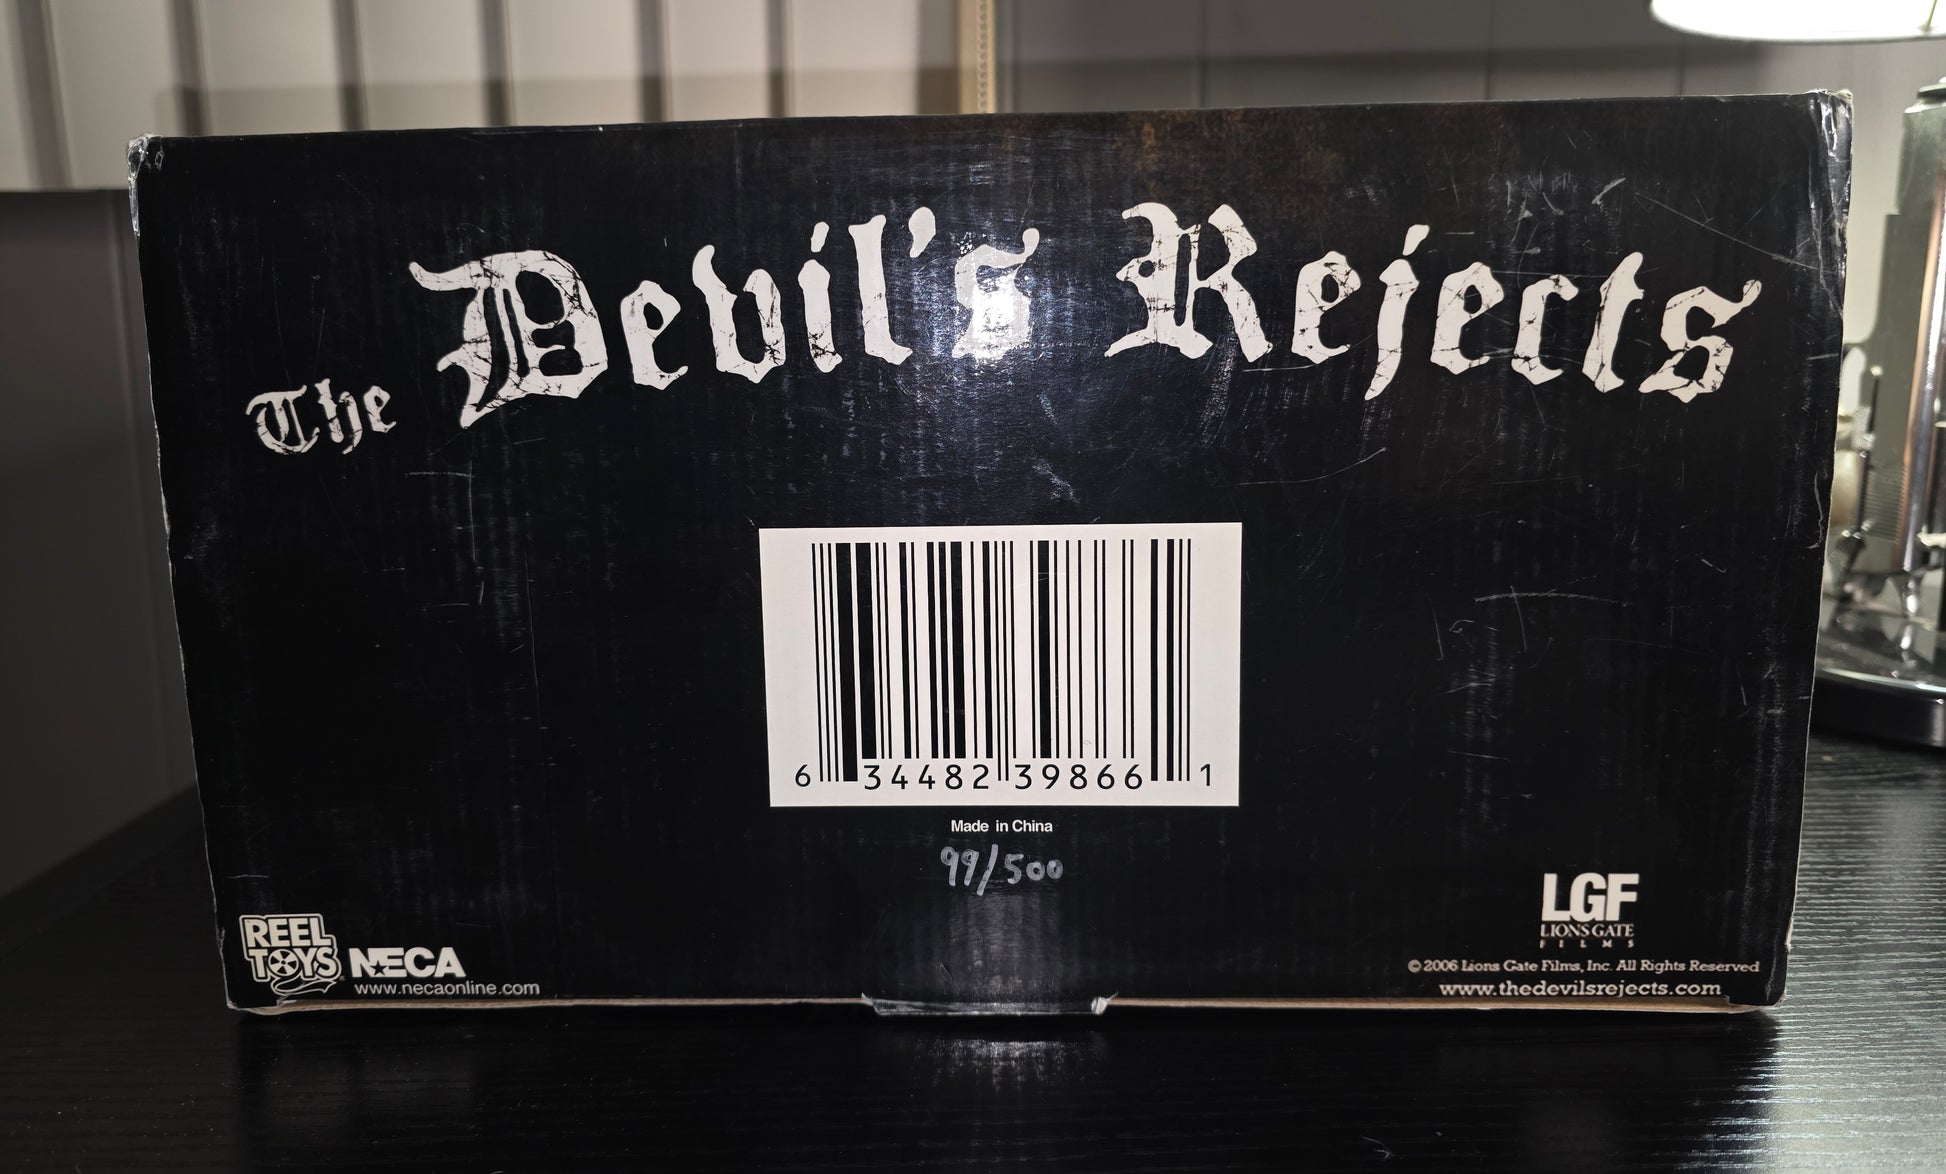 The Devil's Rejects
6 34482 39866 1
Made in China
99/500
REEL
TOYS
NECA
www.necaonline.com
LGF
LIONS GATE
FILMS
© 2006 Lions Gate Films, Inc. All Rights Reserved
www.thedevilsrejects.com